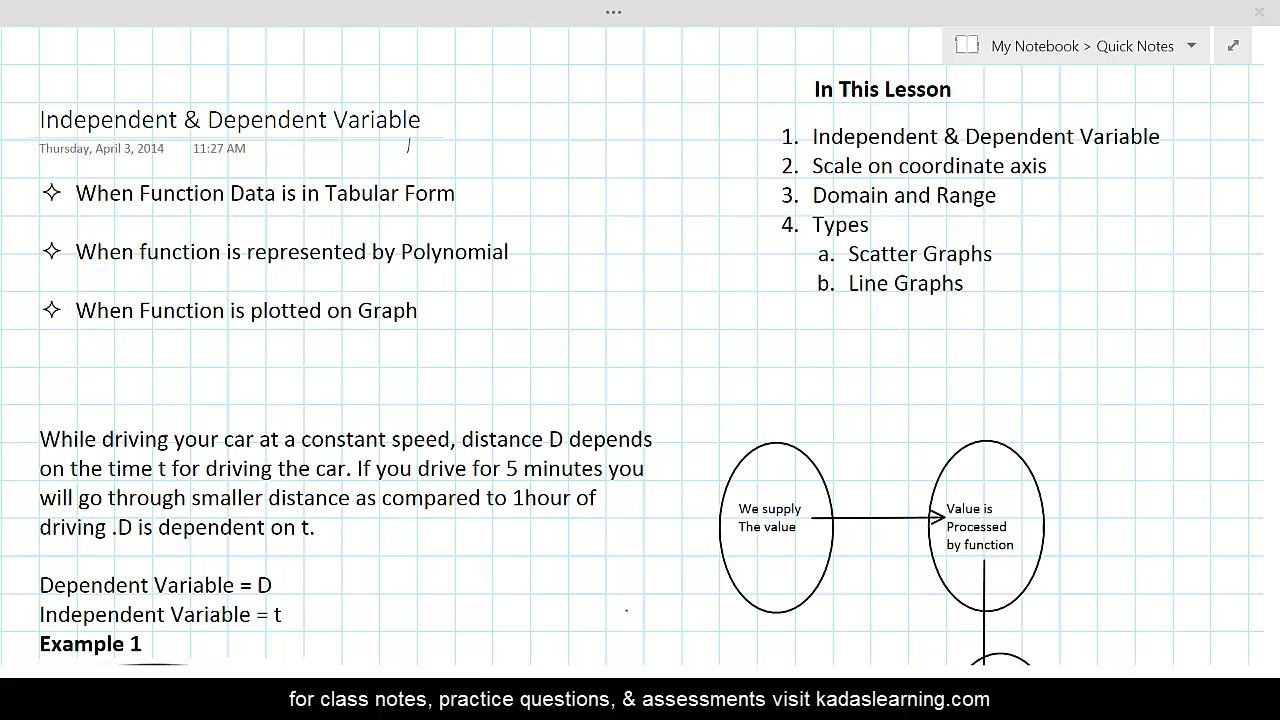 My Notebook > Quick Notes
Independent & Dependent Variable
Thursday, April 3, 2014 11:27 AM
When Function Data is in Tabular Form
When function is represented by Polynomial
When Function is plotted on Graph
In This Lesson
1. Independent & Dependent Variable
2. Scale on coordinate axis
3. Domain and Range
4. Types
a. Scatter Graphs
b. Line Graphs
While driving your car at a constant speed, distance D depends
on the time t for driving the car. If you drive for 5 minutes you
will go through smaller distance as compared to 1hour of
driving .D is dependent on t.
Dependent Variable = D
Independent Variable = t
Example 1
We supply
The value
Value is
Processed
by function
for class notes, practice questions, & assessments visit kadaslearning.com